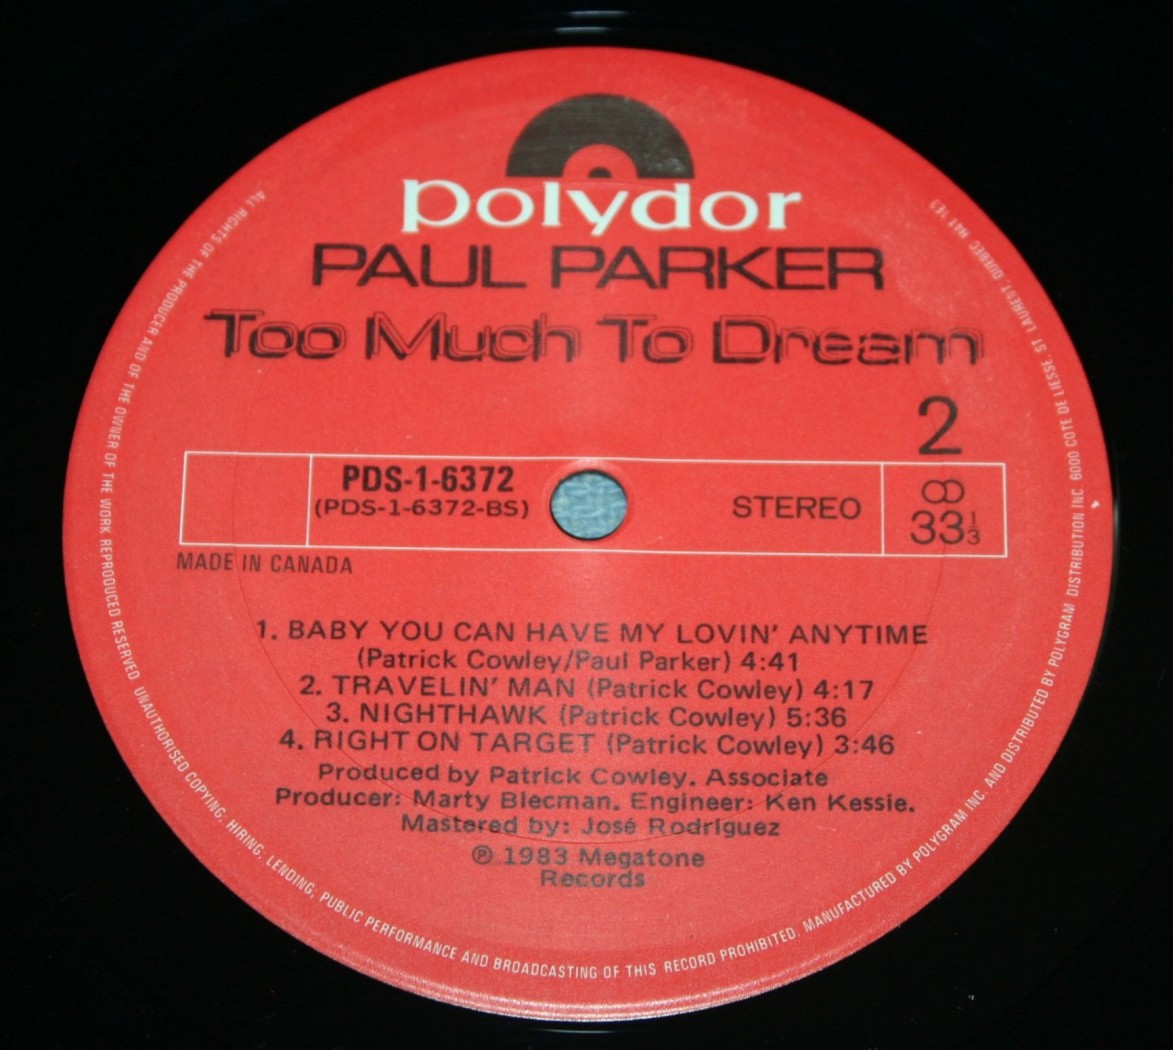 polydor
PAUL PARKER
Too Much To Dream
2
PDS-1-6372
(PDS-1-6372-BS)
STEREO
33 1/3
MADE IN CANADA
1. BABY YOU CAN HAVE MY LOVIN' ANYTIME
(Patrick Cowley/Paul Parker) 4:41
2. TRAVELIN' MAN (Patrick Cowley) 4:17
3. NIGHTHAWK (Patrick Cowley) 5:36
4. RIGHT ON TARGET (Patrick Cowley) 3:46
Produced by Patrick Cowley. Associate
Producer: Marty Blecman. Engineer: Ken Kessie.
Mastered by: José Rodriguez
℗ 1983 Megatone
Records
ALL RIGHTS OF THE PRODUCER AND OF THE OWNER OF THE WORK REPRODUCED RESERVED. UNAUTHORISED COPYING, HIRING, LENDING, PUBLIC PERFORMANCE AND BROADCASTING OF THIS RECORD PROHIBITED. MANUFACTURED BY POLYGRAM INC. AND DISTRIBUTED BY POLYGRAM DISTRIBUTION INC 6000 COTE DE LIESSE, ST. LAURENT, QUEBEC H4T 1E3